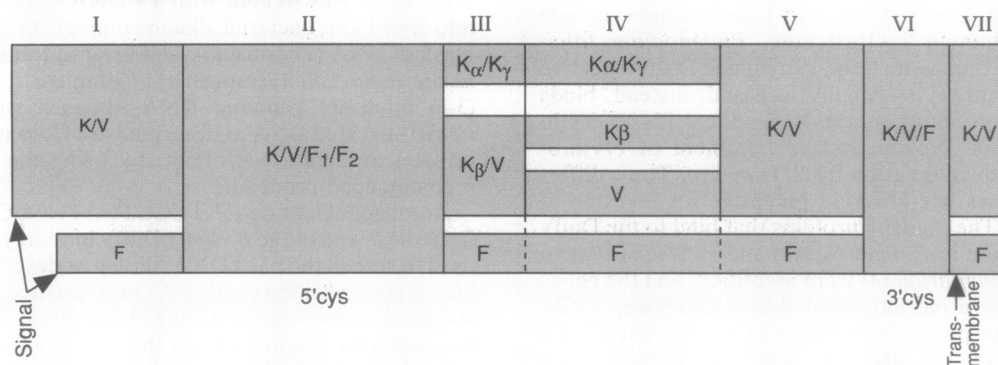 I II III IV V VI VII
Kα/Kγ Kα/Kγ
K/V Kβ K/V K/V/F K/V
K/V/F1/F2 Kβ/V
V
F F F F F
5'cys 3'cys
Signal
Trans-
membrane